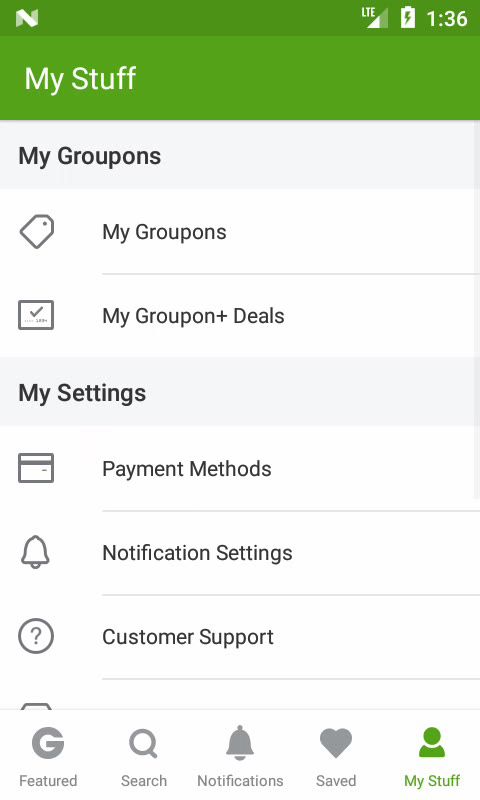 LTE 1:36
My Stuff
My Groupons
My Groupons
My Groupon+ Deals
My Settings
Payment Methods
Notification Settings
? Customer Support
Featured Search Notifications Saved My Stuff